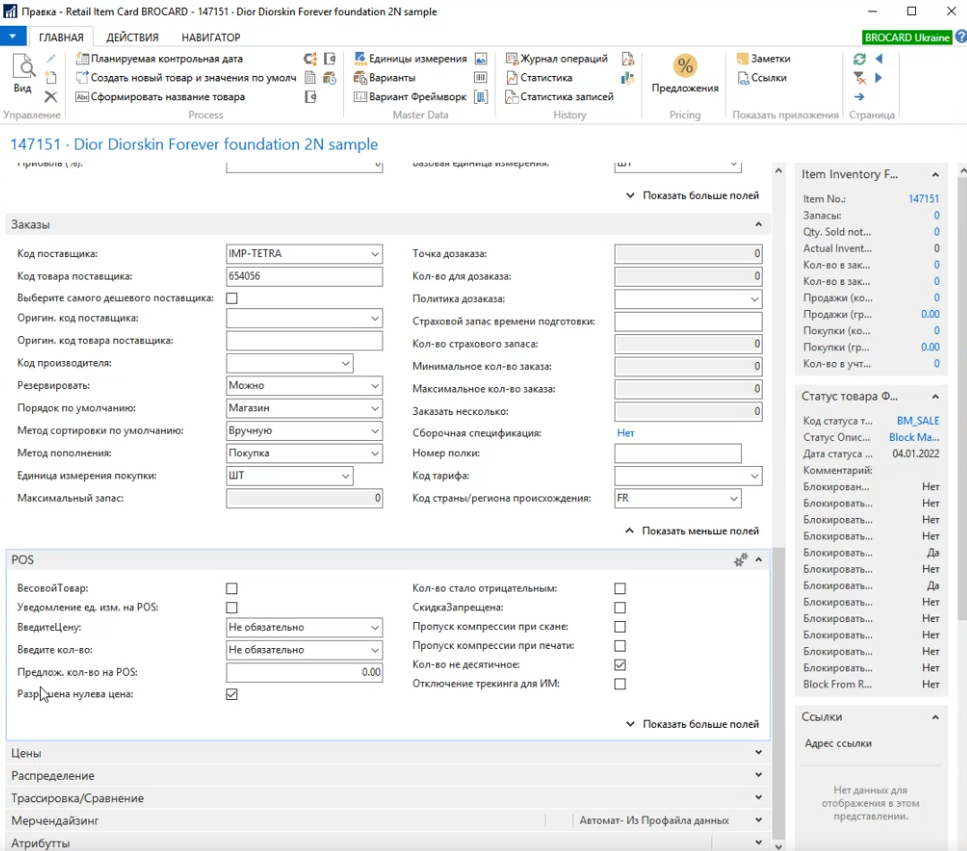 Правка - Retail Item Card BROCARD - 147151 · Dior Diorskin Forever foundation 2N sample
ГЛАВНАЯ ДЕЙСТВИЯ НАВИГАТОР BROCARD Ukraine
Вид
Планируемая контрольная дата
Создать новый товар и значения по умолч
Abc Сформировать название товара
Единицы измерения
Варианты
Вариант Фреймворк
Журнал операций
Статистика
Статистика записей
%
Предложения
Заметки
Ссылки
Управление Process Master Data History Pricing Показать приложения Страница
147151 · Dior Diorskin Forever foundation 2N sample
Прибыль (%): 0 Базовая единица измерения: ШТ
Показать больше полей
Заказы
Код поставщика: IMP-TETRA
Код товара поставщика: 654056
Выберите самого дешевого поставщика:
Оригин. код поставщика:
Оригин. код товара поставщика:
Код производителя:
Резервировать: Можно
Порядок по умолчанию: Магазин
Метод сортировки по умолчанию: Вручную
Метод пополнения: Покупка
Единица измерения покупки: ШТ
Максимальный запас: 0
Точка дозаказа: 0
Кол-во для дозаказа: 0
Политика дозаказа:
Страховой запас времени подготовки:
Кол-во страхового запаса: 0
Минимальное кол-во заказа: 0
Максимальное кол-во заказа: 0
Заказать несколько: 0
Сборочная спецификация: Нет
Номер полки:
Код тарифа:
Код страны/региона происхождения: FR
Показать меньше полей
POS
ВесовойТовар:
Уведомление ед. изм. на POS:
ВведитеЦену: Не обязательно
Введите кол-во: Не обязательно
Предлож. кол-во на POS: 0.00
Разрешена нулева цена:
Кол-во стало отрицательным:
СкидкаЗапрещена:
Пропуск компрессии при скане:
Пропуск компрессии при печати:
Кол-во не десятичное:
Отключение трекинга для ИМ:
Показать больше полей
Цены
Распределение
Трассировка/Сравнение
Мерчендайзинг Автомат- Из Профайла данных
Атрибутты
Item Inventory F...
Item No.: 147151
Запасы: 0
Qty. Sold not... 0
Actual Invent... 0
Кол-во в зак... 0
Кол-во в зак... 0
Продажи (ко... 0
Продажи (гр... 0.00
Покупки (ко... 0
Покупки (гр... 0.00
Кол-во в учт... 0
Статус товара Ф...
Код статуса т... BM_SALE
Статус Опис... Block Ma...
Дата статуса ... 04.01.2022
Комментарий:
Блокирован... Нет
Блокировать... Нет
Блокировать... Нет
Блокировать... Нет
Блокировать... Да
Блокировать... Нет
Блокировать... Да
Блокировать... Нет
Блокировать... Нет
Блокировать... Нет
Блокировать... Нет
Блокировать... Нет
Block From R... Нет
Ссылки
Адрес ссылки
Нет данных для
отображения в этом
представлении.